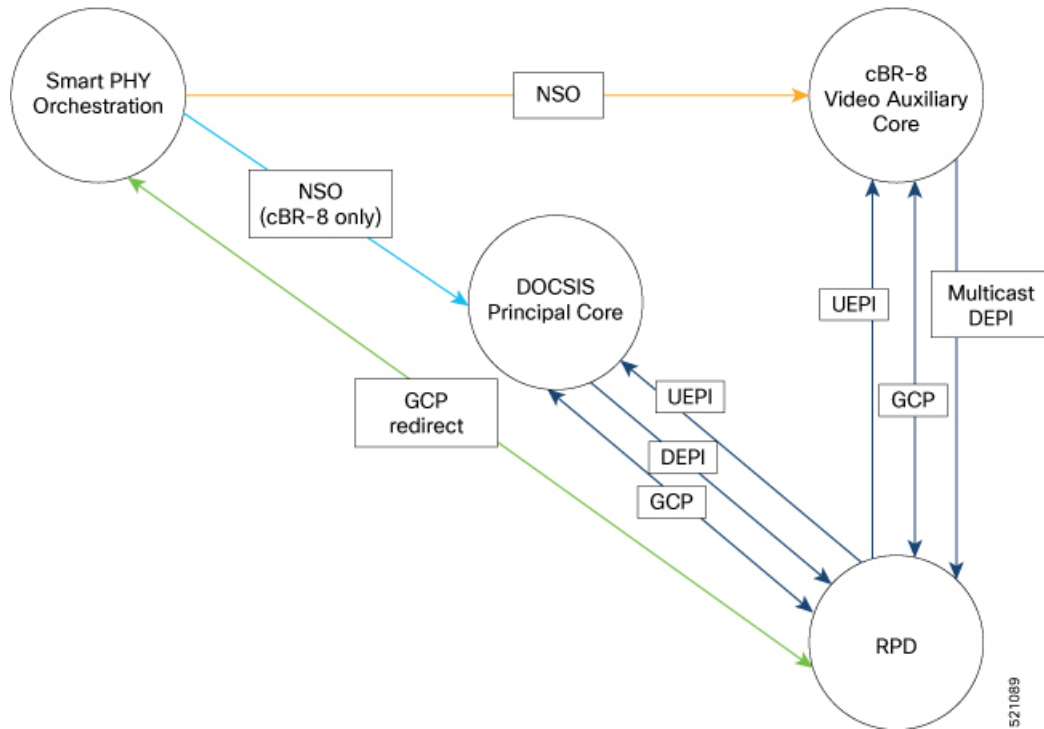 Smart PHY
Orchestration
NSO
cBR-8
Video Auxiliary
Core
NSO
(cBR-8 only)
DOCSIS
Principal Core
UEPI
Multicast
DEPI
GCP
GCP
redirect
UEPI
DEPI
GCP
RPD
521089